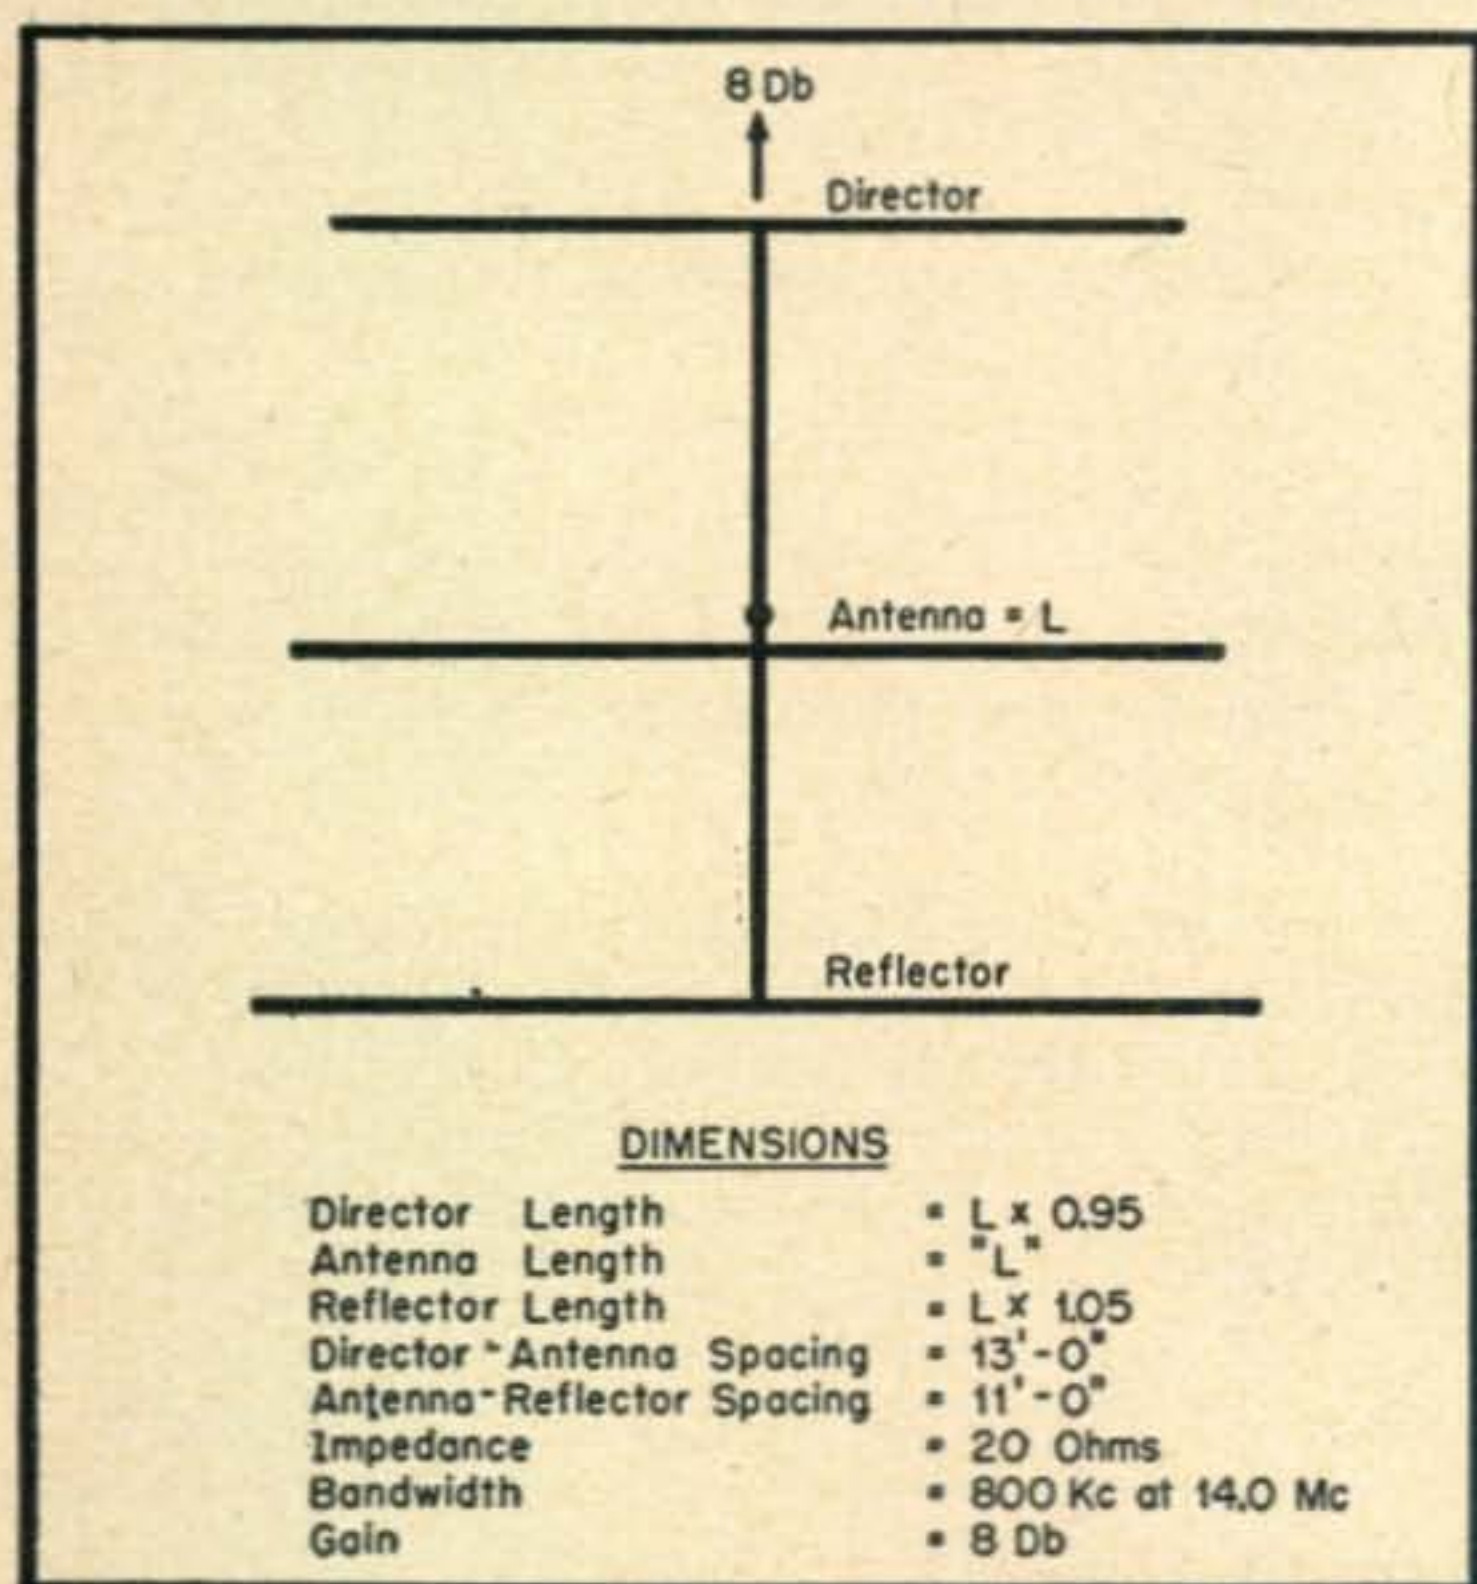 8 Db
Director
Antenna = L
Reflector
DIMENSIONS
Director Length = L x 0.95
Antenna Length = "L"
Reflector Length = L x 1.05
Director-Antenna Spacing = 13'-0"
Antenna-Reflector Spacing = 11'-0"
Impedance = 20 Ohms
Bandwidth = 800 Kc at 14.0 Mc
Gain = 8 Db